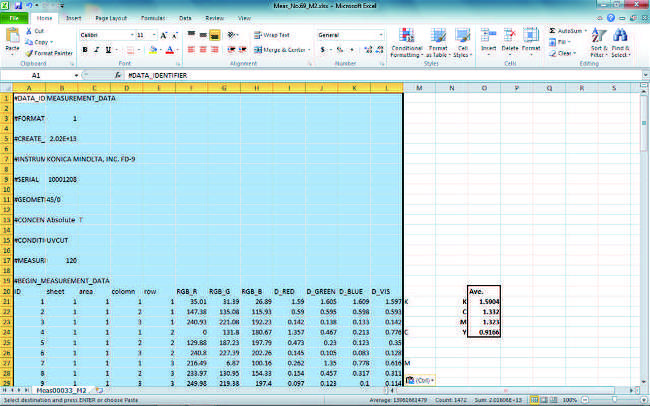 Meas_No.69_M2.xlsx - Microsoft Excel
File Home Insert Page Layout Formulas Data Review View
Cut Calibri 11 Wrap Text General AutoSum
Copy Fill
Paste Format Painter Merge & Center Conditional Formatting Format as Table Cell Styles Insert Delete Format Clear Sort & Filter Find & Select
Clipboard Font Alignment Number Styles Cells Editing
A1 fx #DATA_IDENTIFIER
A B C D E F G H I J K L M N O P Q R S
1 #DATA_ID MEASUREMENT_DATA
2
3 #FORMAT 1
4
5 #CREATE_ 2.02E+13
6
7 #INSTRUN KONICA MINOLTA, INC. FD-9
8
9 #SERIAL 10001208
10
11 #GEOMETI 45/0
12
13 #CONCEN Absolute T
14
15 #CONDITI UVCUT
16
17 #MEASURI 120
18
19 #BEGIN_MEASUREMENT_DATA
20 ID sheet area column row RGB_R RGB_G RGB_B D_RED D_GREEN D_BLUE D_VIS Ave.
21 1 1 1 1 1 35.01 31.39 26.89 1.59 1.605 1.609 1.597 K K 1.5904
22 2 1 1 2 1 147.38 135.08 115.93 0.59 0.595 0.598 0.593 C 1.332
23 3 1 1 3 1 240.93 221.08 192.23 0.142 0.138 0.133 0.142 M 1.323
24 4 1 1 1 2 0 131.8 180.67 1.357 0.467 0.213 0.776 C Y 0.9166
25 5 1 1 2 2 129.88 187.23 197.79 0.473 0.23 0.123 0.35
26 6 1 1 3 2 240.8 227.39 202.26 0.145 0.105 0.083 0.128
27 7 1 1 1 3 216.49 6.87 100.16 0.262 1.35 0.778 0.616 M
28 8 1 1 2 3 233.97 130.95 154.33 0.154 0.457 0.317 0.311
29 9 1 1 3 3 249.98 219.38 197.4 0.097 0.123 0.1 0.114
(Ctrl)
Meas00033_M2
Select destination and press ENTER or choose Paste Average: 13961661479 Count: 1472 Sum: 2.01606E+13 100%